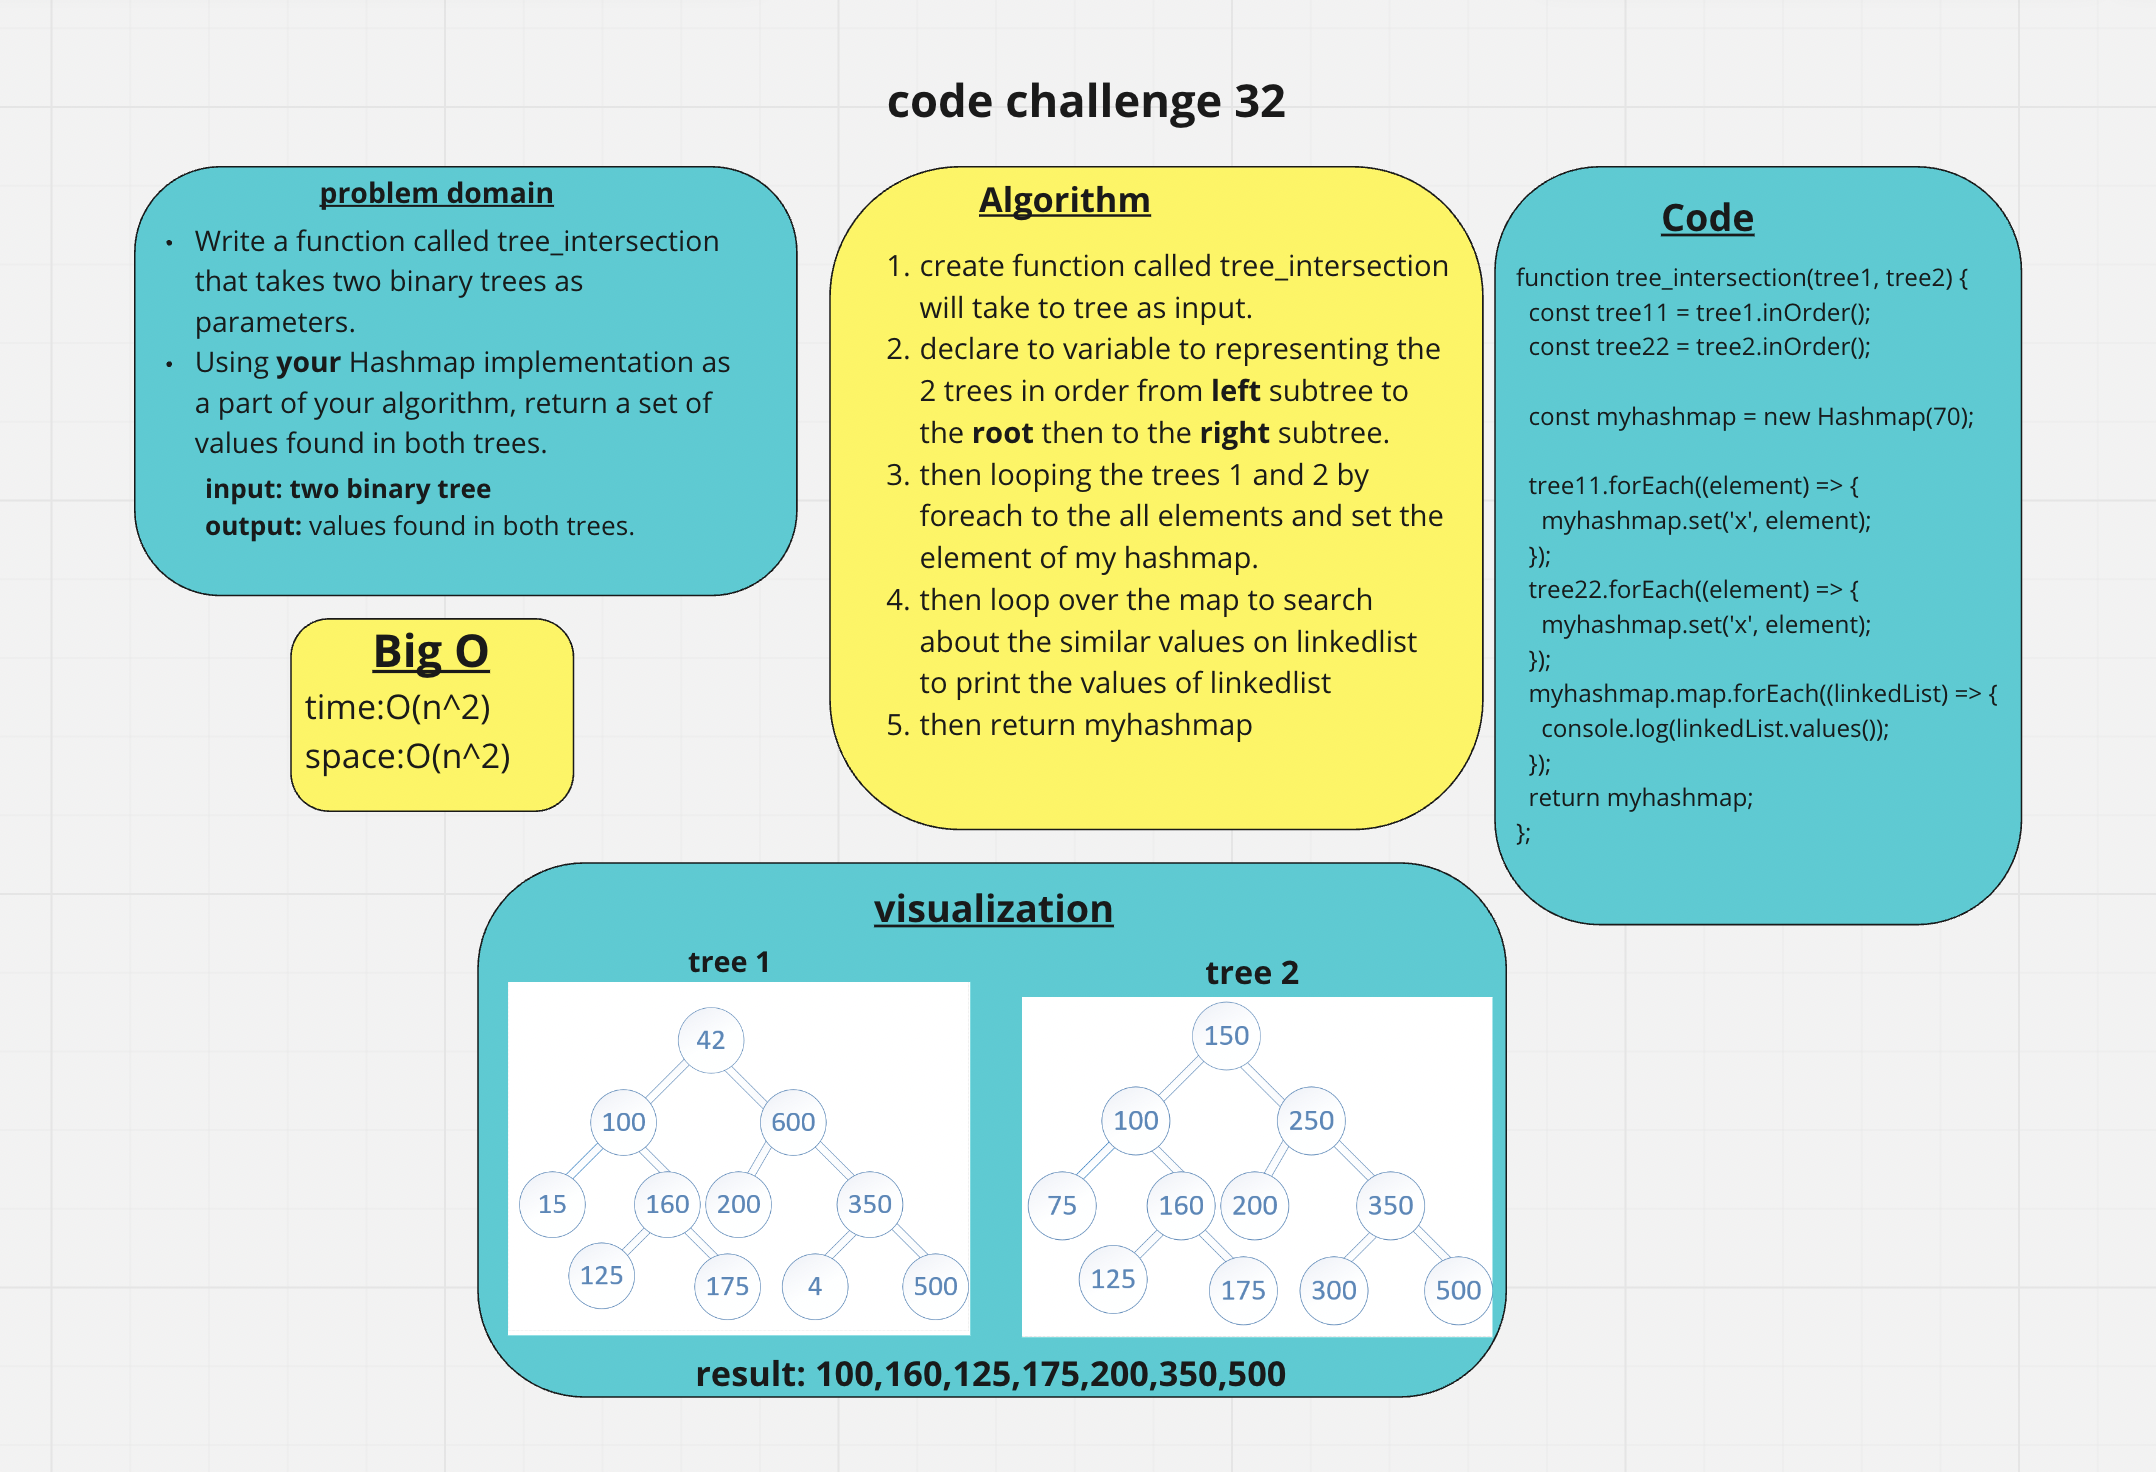 code challenge 32
problem domain
• Write a function called tree_intersection
that takes two binary trees as
parameters.
• Using your Hashmap implementation as
a part of your algorithm, return a set of
values found in both trees.
input: two binary tree
output: values found in both trees.
Big O
time:O(n^2)
space:O(n^2)
Algorithm
1. create function called tree_intersection
will take to tree as input.
2. declare to variable to representing the
2 trees in order from left subtree to
the root then to the right subtree.
3. then looping the trees 1 and 2 by
foreach to the all elements and set the
element of my hashmap.
4. then loop over the map to search
about the similar values on linkedlist
to print the values of linkedlist
5. then return myhashmap
Code
function tree_intersection(tree1, tree2) {
const tree11 = tree1.inOrder();
const tree22 = tree2.inOrder();
const myhashmap = new Hashmap(70);
tree11.forEach((element) => {
myhashmap.set('x', element);
});
tree22.forEach((element) => {
myhashmap.set('x', element);
});
myhashmap.map.forEach((linkedList) => {
console.log(linkedList.values());
});
return myhashmap;
};
visualization
tree 1
42
100 600
15 160 200 350
125 175 4 500
tree 2
150
100 250
75 160 200 350
125 175 300 500
result: 100,160,125,175,200,350,500